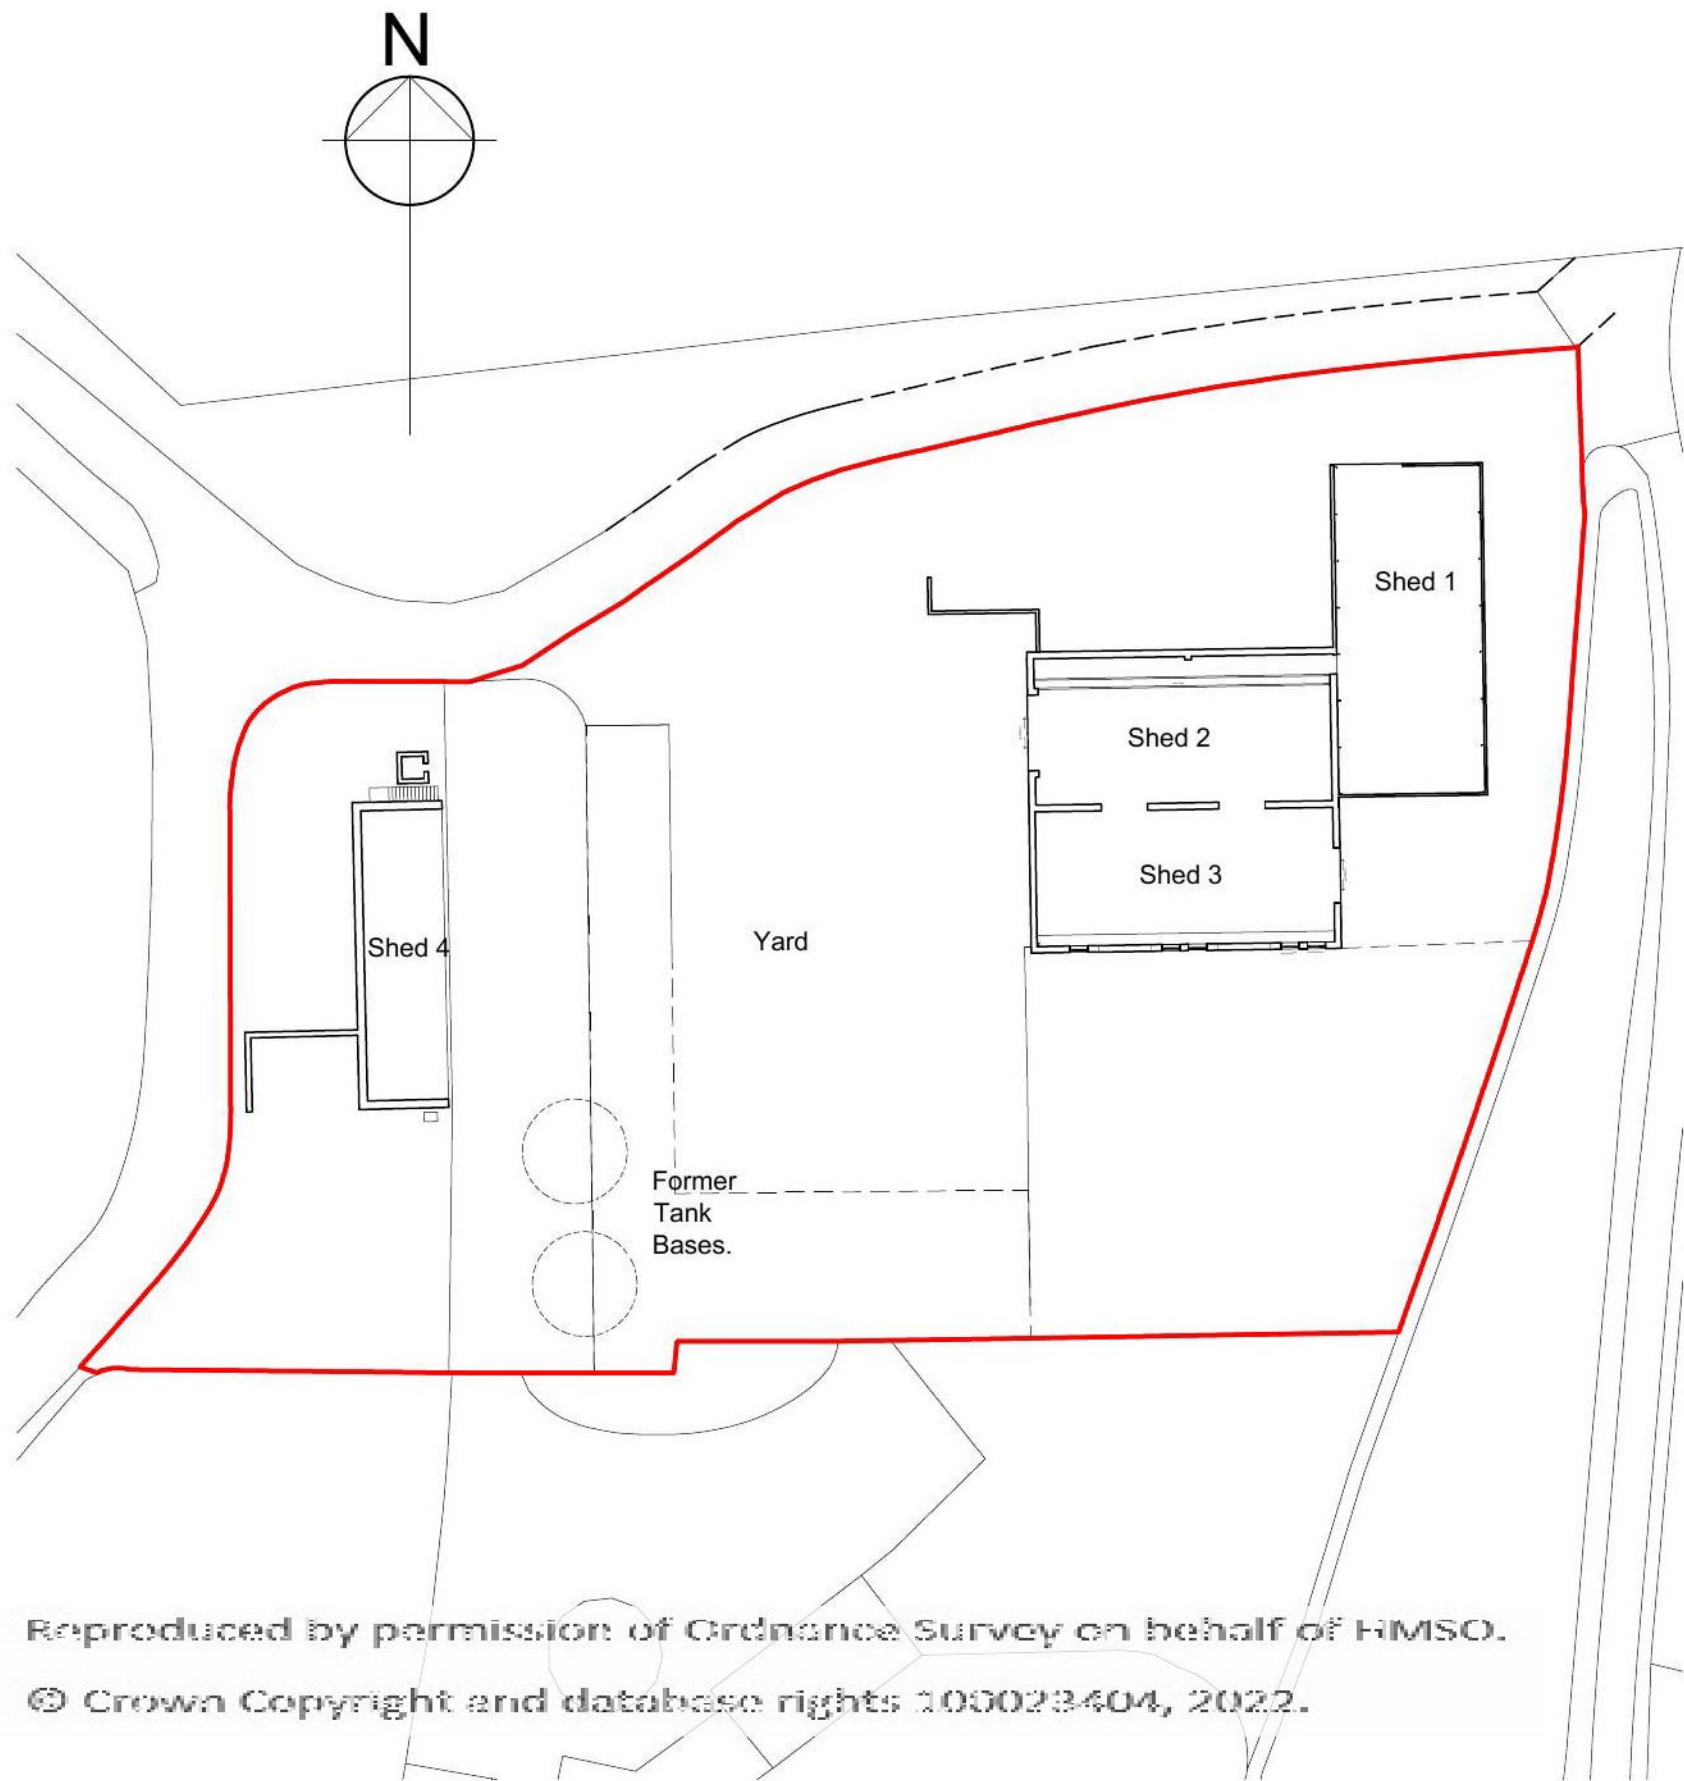 N
Shed 1
Shed 2
Shed 3
Shed 4
Yard
Former
Tank
Bases.
Reproduced by permission of Ordnance Survey on behalf of HMSO.
© Crown Copyright and database rights 100023404, 2022.